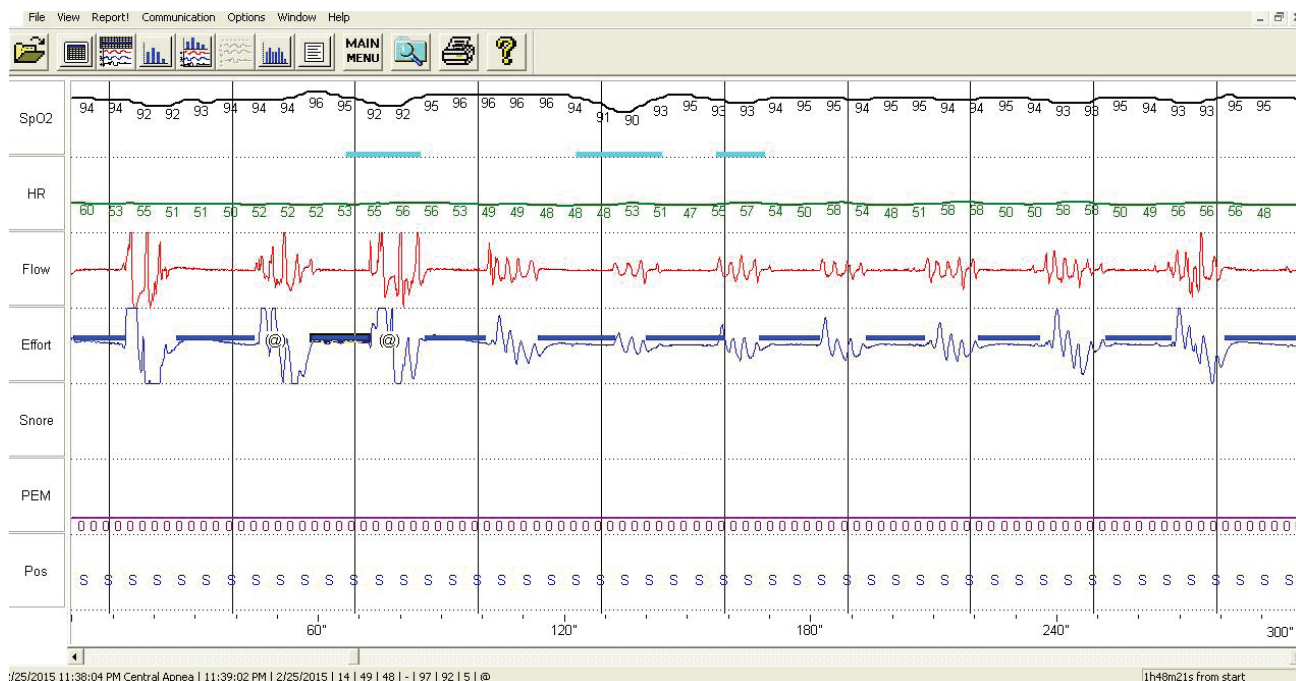 File View Report! Communication Options Window Help
MAIN MENU
SpO2
94 94 92 92 93 94 94 94 96 95 92 92 95 96 96 96 96 94 91 90 93 95 93 93 95 95 95 94 95 94 95 94 93 93 95 94 93 93 95 95
HR
60 53 55 51 51 50 52 52 52 53 55 56 56 53 49 49 48 48 48 53 51 47 55 57 54 50 58 54 48 51 58 58 50 50 58 58 50 49 56 56 56 48
Flow
Effort
(@) (@)
Snore
PEM
Pos
S S S S S S S S S S S S S S S S S S S S S S S S S S S S S S S S S S S S S S S S S S S S S S S S S S
60" 120" 180" 240" 300"
/25/2015 11:38:04 PM Central Apnea | 11:39:02 PM | 2/25/2015 | 14 | 49 | 48 | - | 97 | 92 | 5 | @
1h48m21s from start